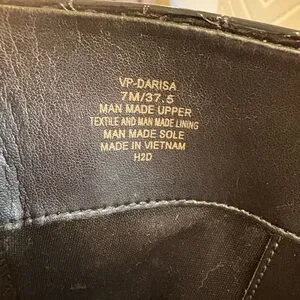 VP-DARISA
7M/37.5
MAN MADE UPPER
TEXTILE AND MAN MADE LINING
MAN MADE SOLE
MADE IN VIETNAM
H2D